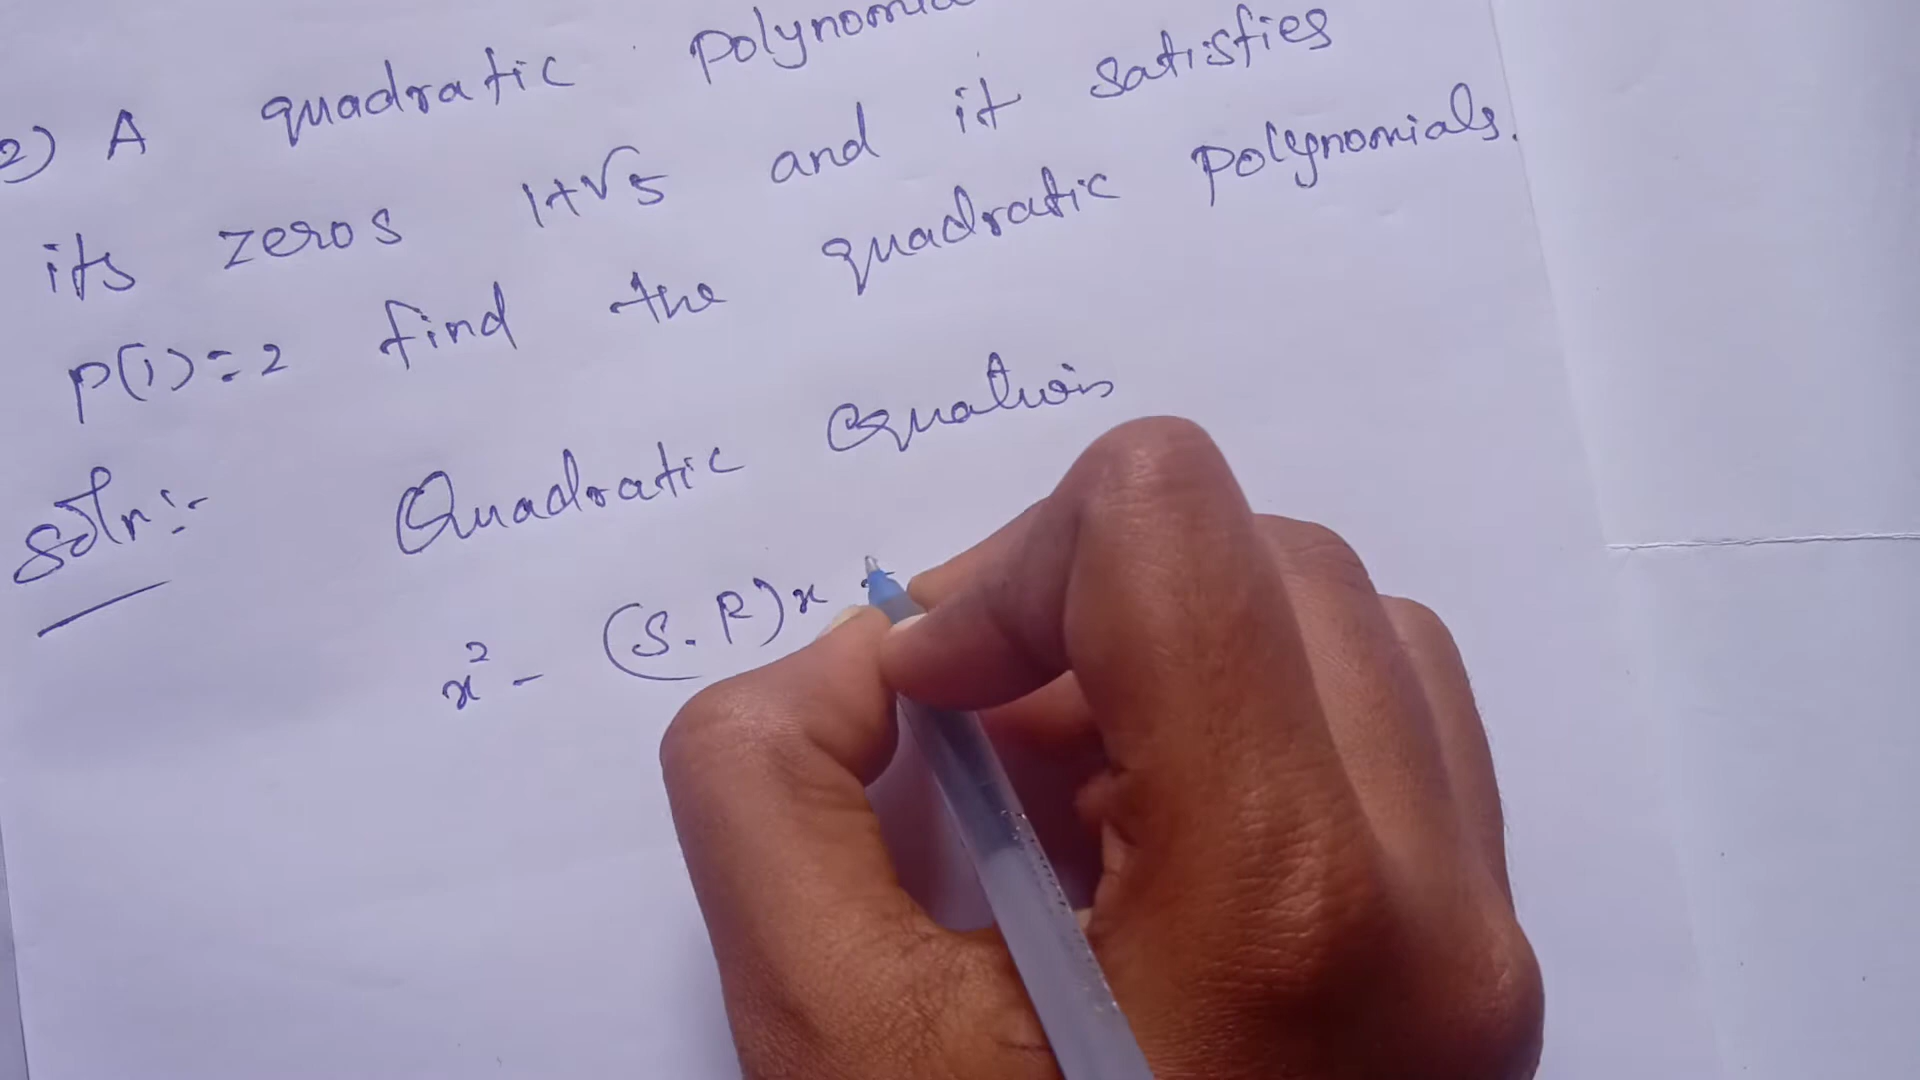 2) A quadratic polynomia
its zeros 1+√5 and it satisfies
P(1)=2 find the quadratic polynomials.
Soln:- Quadratic Equation
x² - (S.R)x